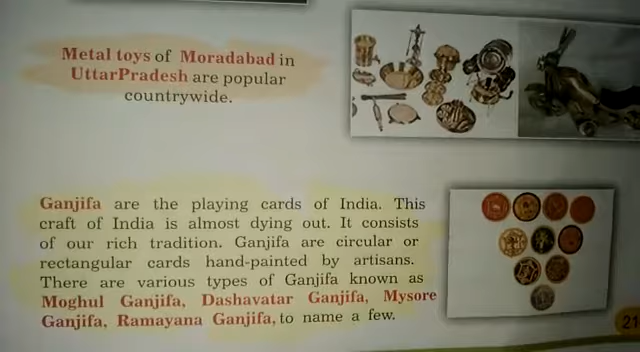 Metal toys of Moradabad in
UttarPradesh are popular
countrywide.
Ganjifa are the playing cards of India. This
craft of India is almost dying out. It consists
of our rich tradition. Ganjifa are circular or
rectangular cards hand-painted by artisans.
There are various types of Ganjifa known as
Moghul Ganjifa, Dashavatar Ganjifa, Mysore
Ganjifa, Ramayana Ganjifa, to name a few.
21